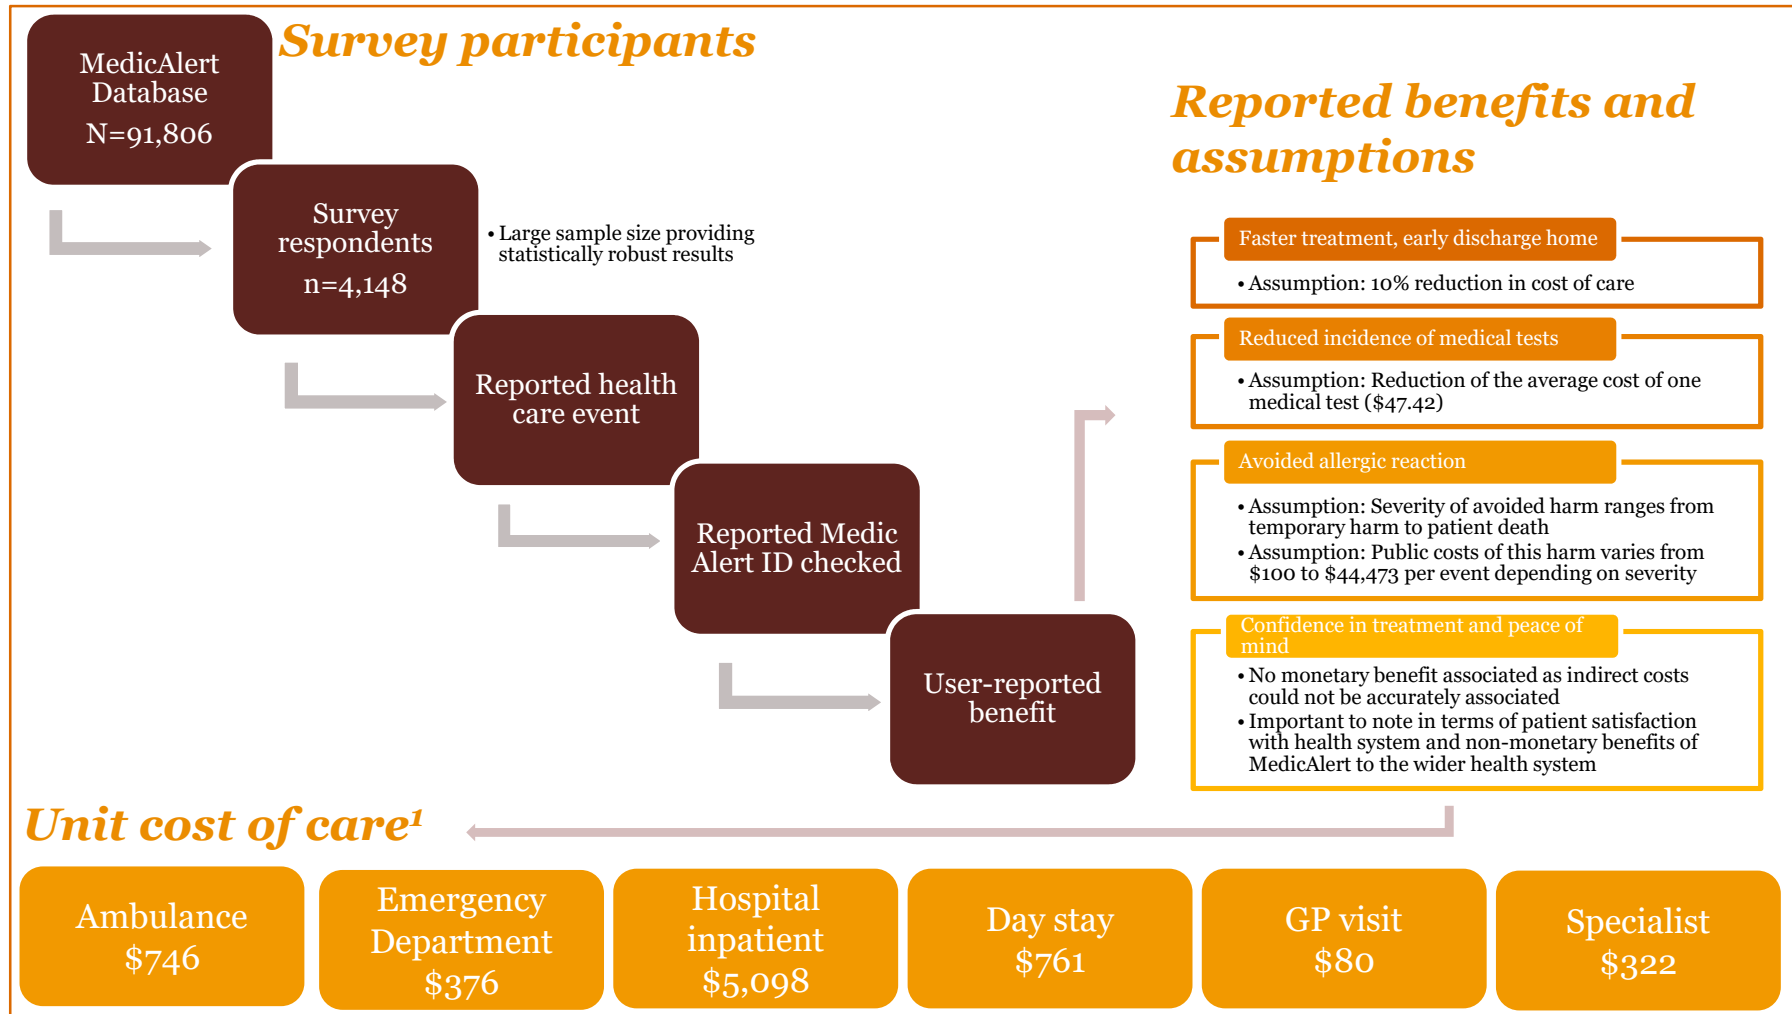 Survey participants
MedicAlert
Database
N=91,806
Survey
respondents
n=4,148
• Large sample size providing
statistically robust results
Reported health
care event
Reported Medic
Alert ID checked
User-reported
benefit
Reported benefits and
assumptions
Faster treatment, early discharge home
• Assumption: 10% reduction in cost of care
Reduced incidence of medical tests
• Assumption: Reduction of the average cost of one
medical test ($47.42)
Avoided allergic reaction
• Assumption: Severity of avoided harm ranges from
temporary harm to patient death
• Assumption: Public costs of this harm varies from
$100 to $44,473 per event depending on severity
Confidence in treatment and peace of
mind
• No monetary benefit associated as indirect costs
could not be accurately associated
• Important to note in terms of patient satisfaction
with health system and non-monetary benefits of
MedicAlert to the wider health system
Unit cost of care¹
Ambulance
$746
Emergency
Department
$376
Hospital
inpatient
$5,098
Day stay
$761
GP visit
$80
Specialist
$322